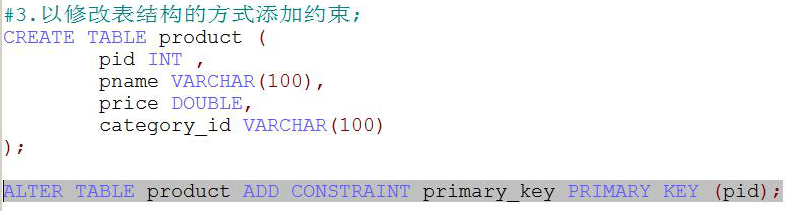 #3.以修改表结构的方式添加约束;
CREATE TABLE product (
pid INT ,
pname VARCHAR(100),
price DOUBLE,
category_id VARCHAR(100)
);
ALTER TABLE product ADD CONSTRAINT primary_key PRIMARY KEY (pid);